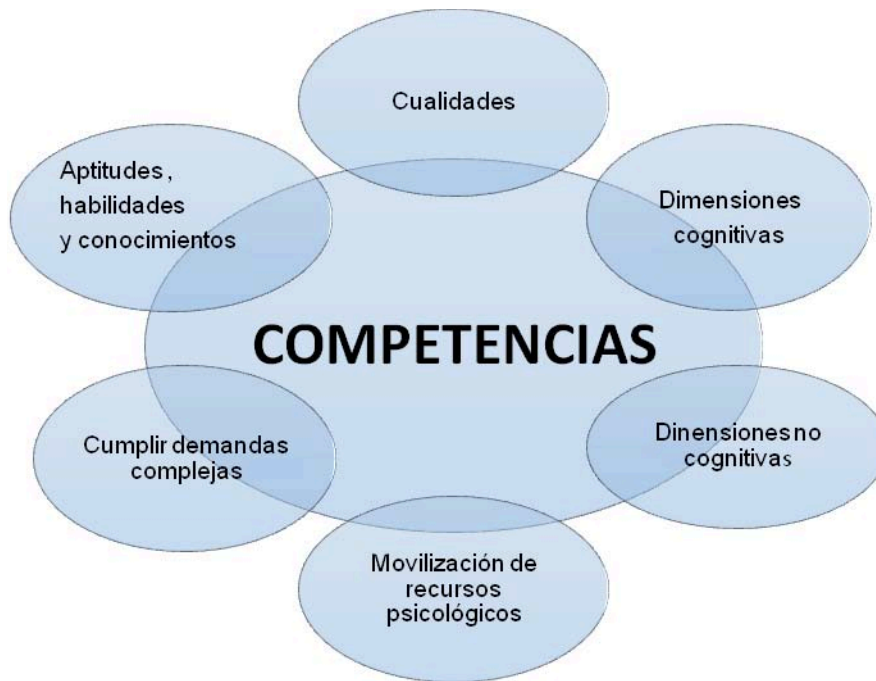 Cualidades
Aptitudes ,
habilidades
y conocimientos
Dimensiones
cognitivas
COMPETENCIAS
Cumplir demandas
complejas
Dinensiones no
cognitivas
Movilización de
recursos
psicológicos